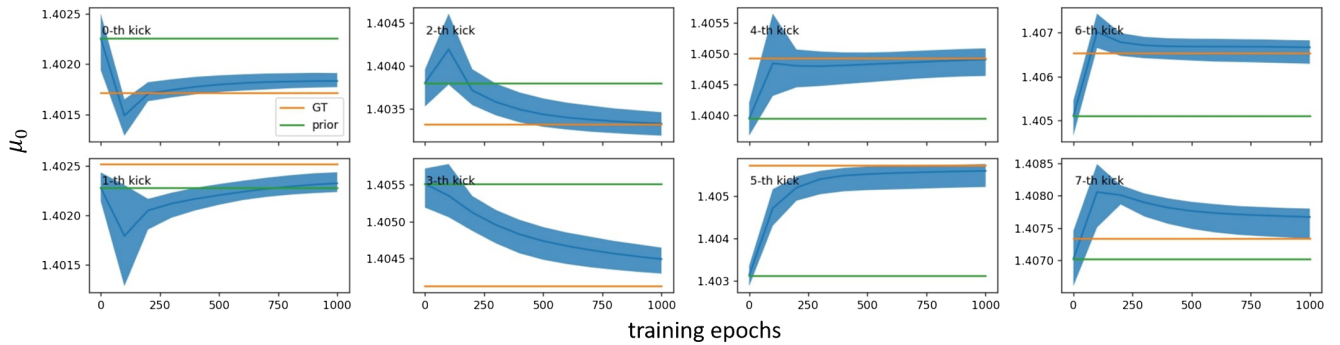 1.4025
1.4020
1.4015
0-th kick
GT
prior
1.4045
1.4040
1.4035
2-th kick
1.4055
1.4050
1.4045
1.4040
4-th kick
1.407
1.406
1.405
6-th kick
μ0
1.4025
1.4020
1.4015
1-th kick
0 250 500 750 1000
1.4055
1.4050
1.4045
3-th kick
0 250 500 750 1000
1.405
1.404
1.403
5-th kick
0 250 500 750 1000
1.4085
1.4080
1.4075
1.4070
7-th kick
0 250 500 750 1000
training epochs